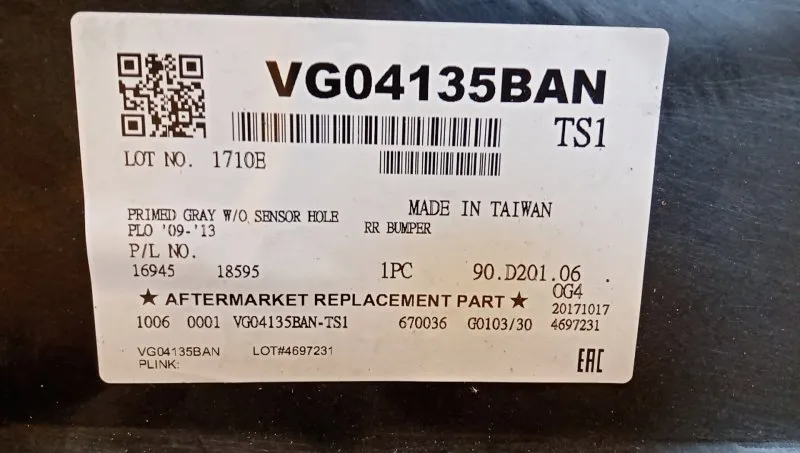 VG04135BAN
TS1
LOT NO. 1710E
PRIMED GRAY W/O SENSOR HOLE
MADE IN TAIWAN
PLO '09-'13 RR BUMPER
P/L NO.
16945 18595 1PC 90.D201.06
OG4
★ AFTERMARKET REPLACEMENT PART ★
20171017
1006 0001 VG04135BAN-TS1 670036 G0103/30 4697231
VG04135BAN LOT#4697231
PLINK:
EAC